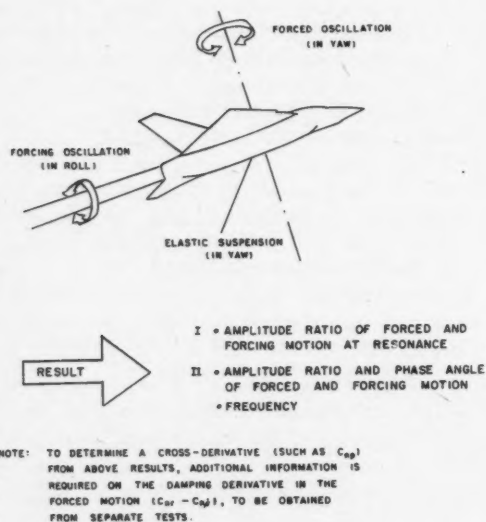 FORCED OSCILLATION
(IN YAW)
FORCING OSCILLATION
(IN ROLL)
ELASTIC SUSPENSION
(IN YAW)
RESULT
I • AMPLITUDE RATIO OF FORCED AND
FORCING MOTION AT RESONANCE
II • AMPLITUDE RATIO AND PHASE ANGLE
OF FORCED AND FORCING MOTION
• FREQUENCY
NOTE: TO DETERMINE A CROSS-DERIVATIVE (SUCH AS Cnp)
FROM ABOVE RESULTS, ADDITIONAL INFORMATION IS
REQUIRED ON THE DAMPING DERIVATIVE IN THE
FORCED MOTION (Cnr - Cnβ̇), TO BE OBTAINED
FROM SEPARATE TESTS.